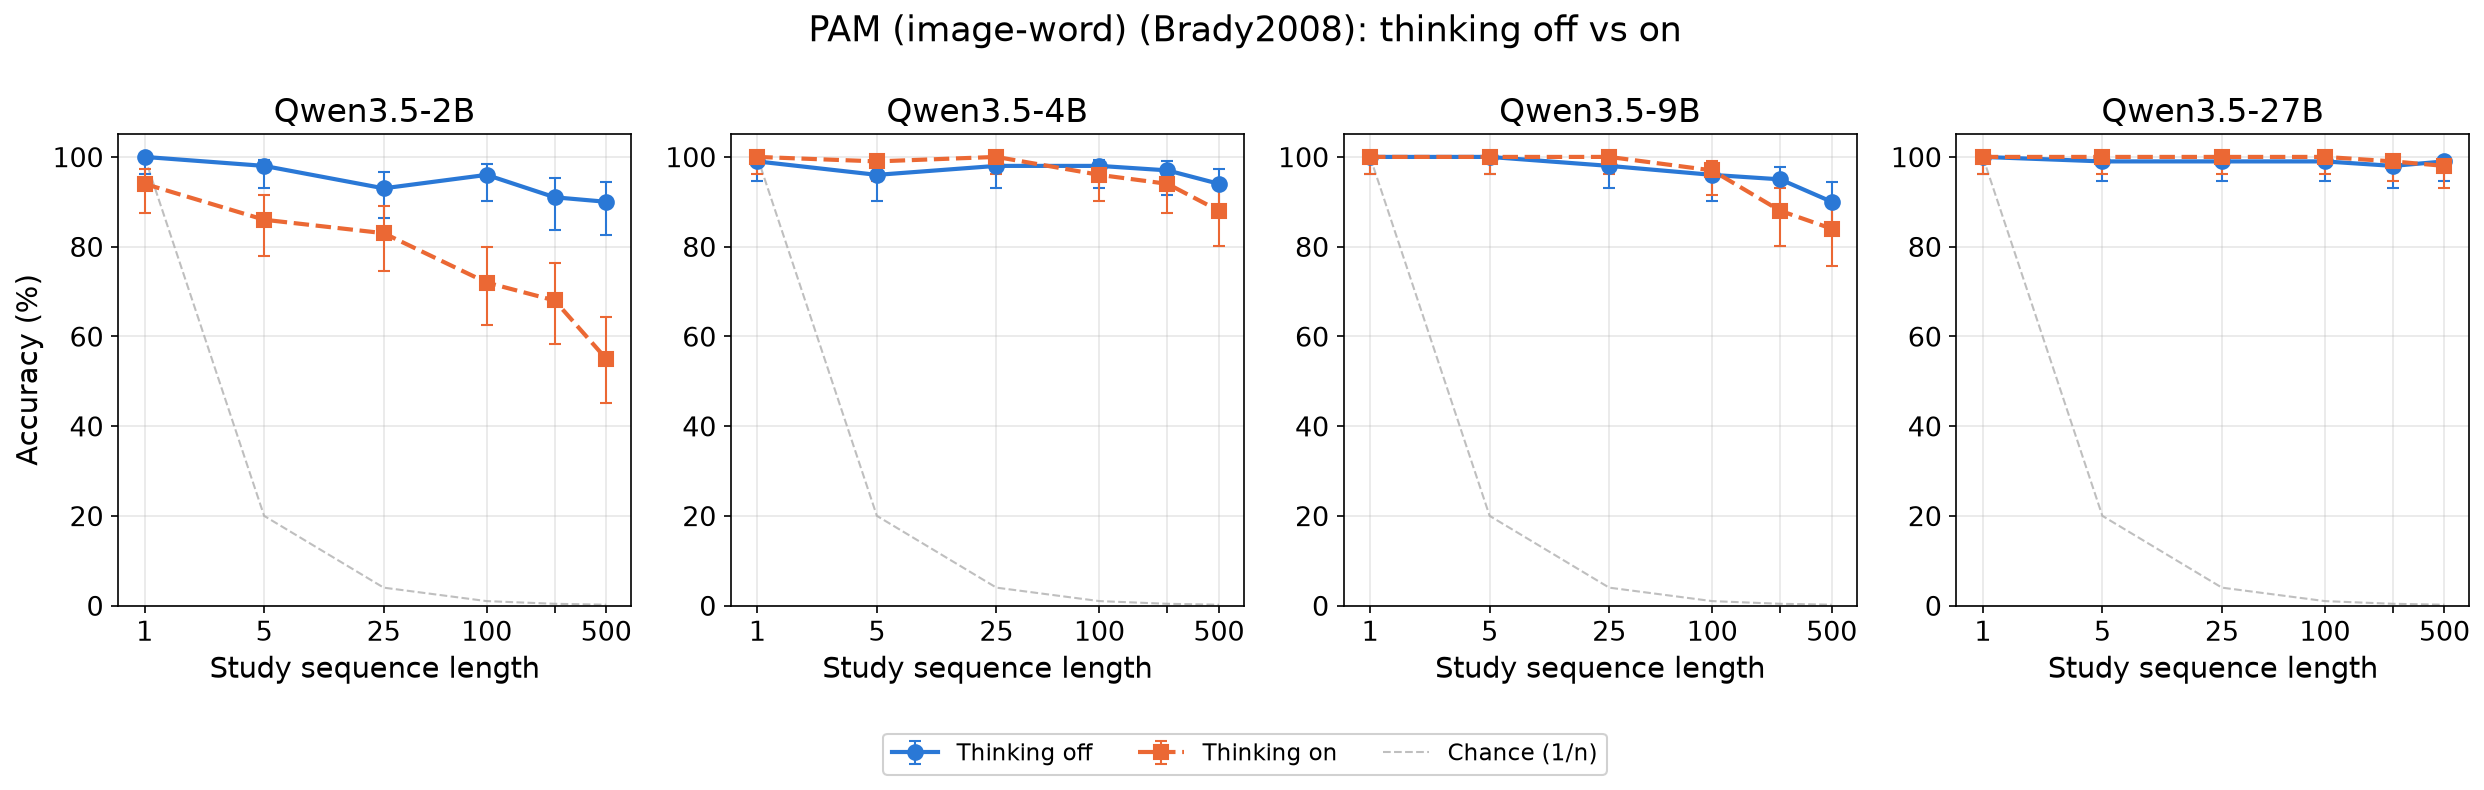 PAM (image-word) (Brady2008): thinking off vs on
Qwen3.5-2B
Qwen3.5-4B
Qwen3.5-9B
Qwen3.5-27B
Accuracy (%)
100
80
60
40
20
0
1 5 25 100 500
Study sequence length
100
80
60
40
20
0
1 5 25 100 500
Study sequence length
100
80
60
40
20
0
1 5 25 100 500
Study sequence length
100
80
60
40
20
0
1 5 25 100 500
Study sequence length
Thinking off Thinking on Chance (1/n)